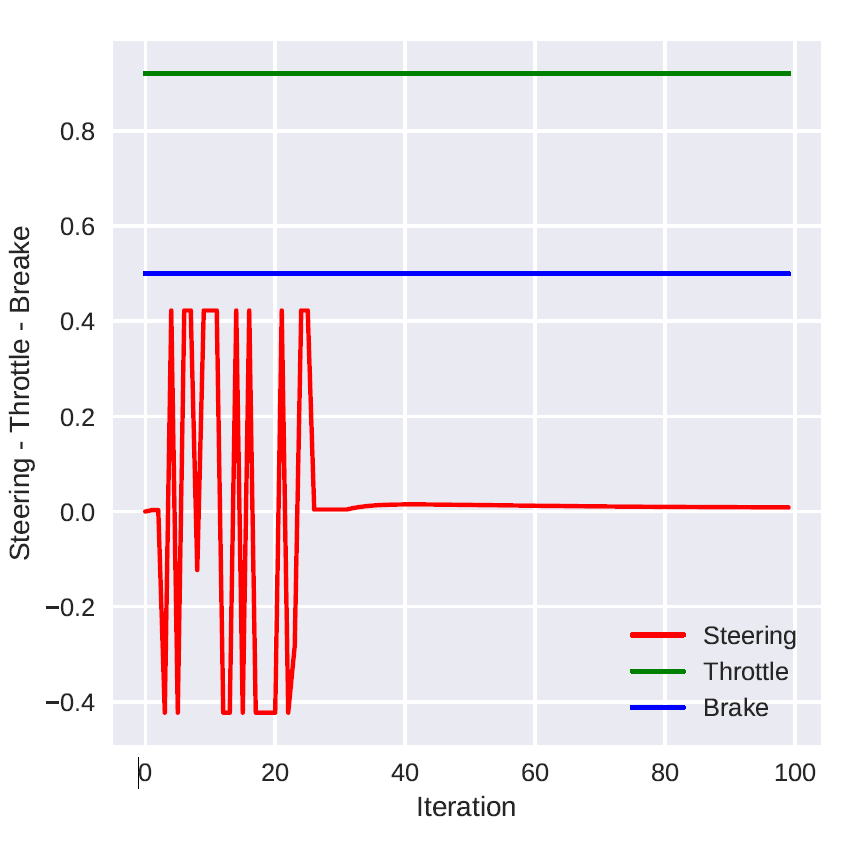 Steering - Throttle - Breake
0.8
0.6
0.4
0.2
0.0
−0.2
−0.4
Steering
Throttle
Brake
0 20 40 60 80 100
Iteration